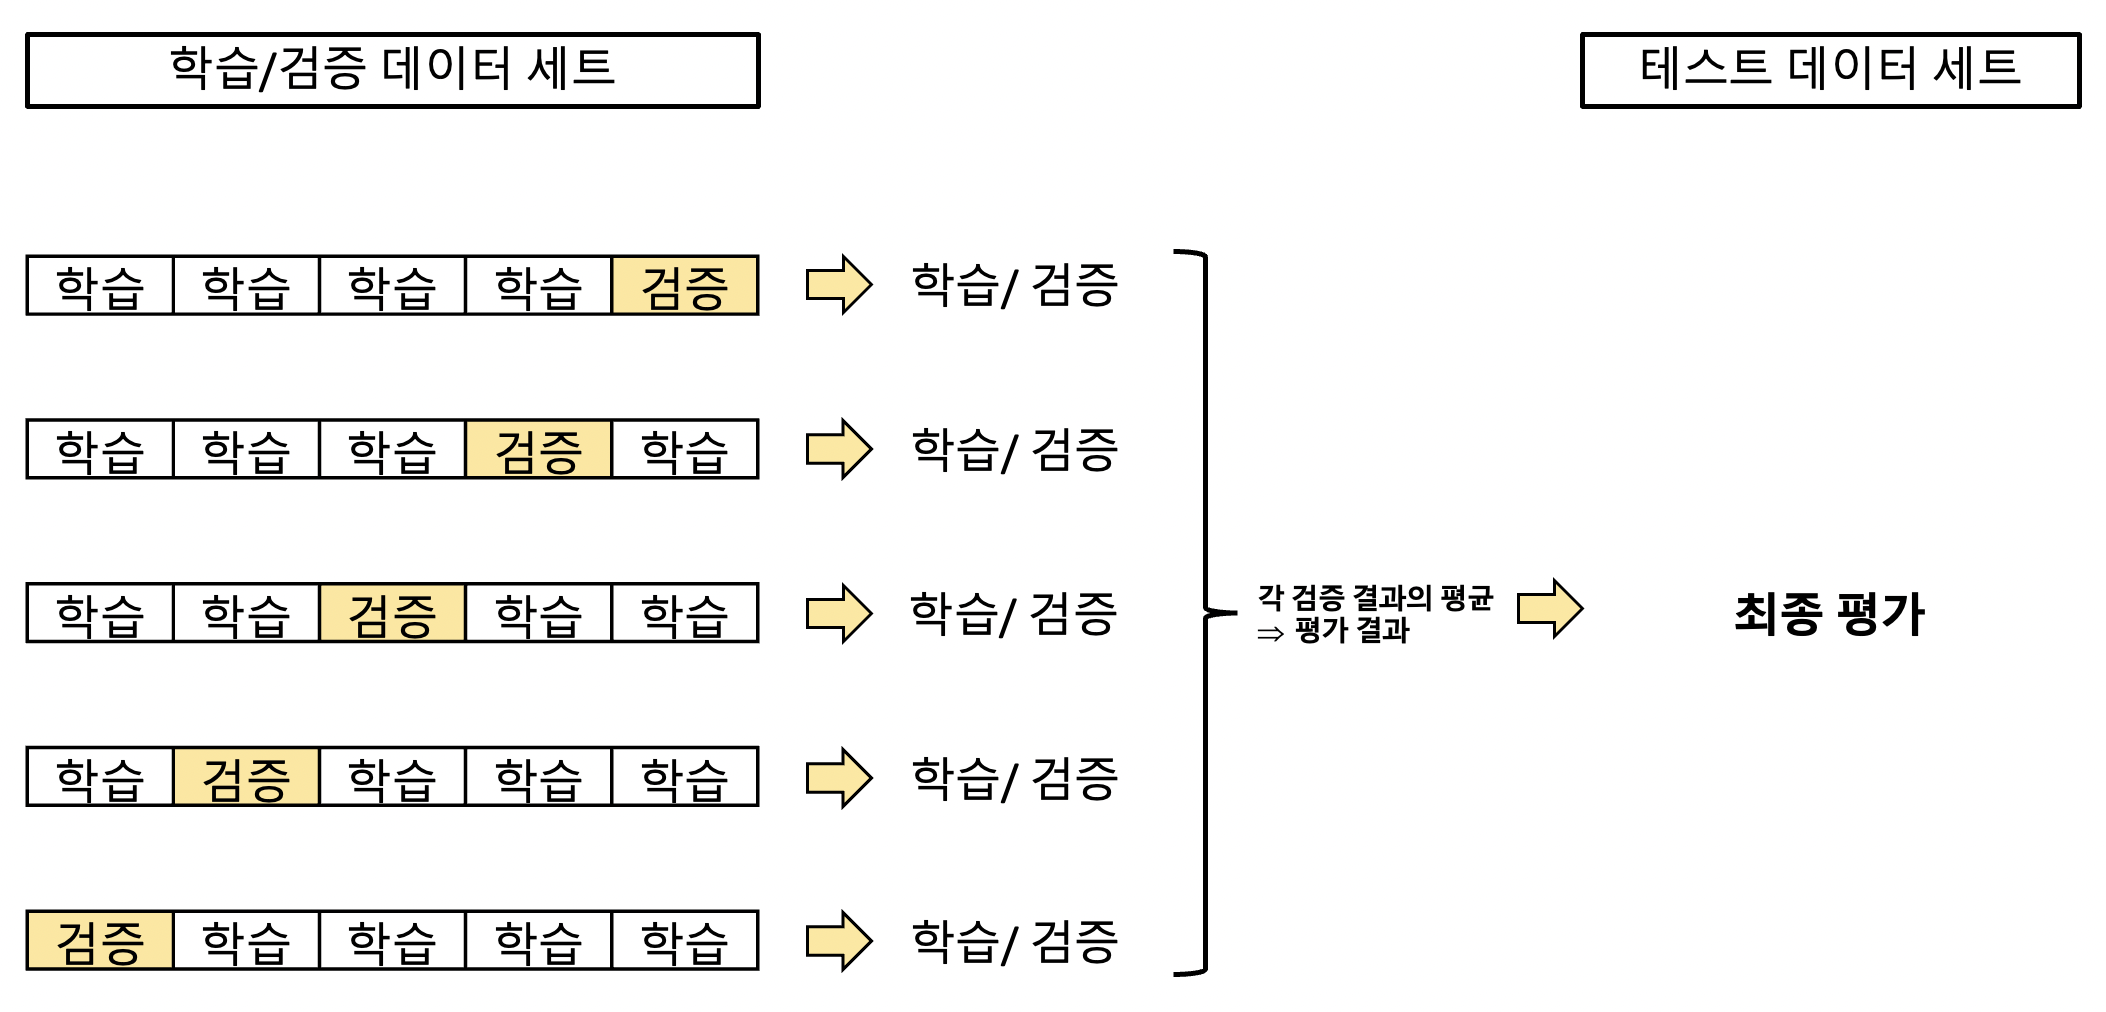 학습/검증 데이터 세트
테스트 데이터 세트
학습 학습 학습 학습 검증
학습/ 검증
학습 학습 학습 검증 학습
학습/ 검증
학습 학습 검증 학습 학습
학습/ 검증
각 검증 결과의 평균
⇒ 평가 결과
최종 평가
학습 검증 학습 학습 학습
학습/ 검증
검증 학습 학습 학습 학습
학습/ 검증